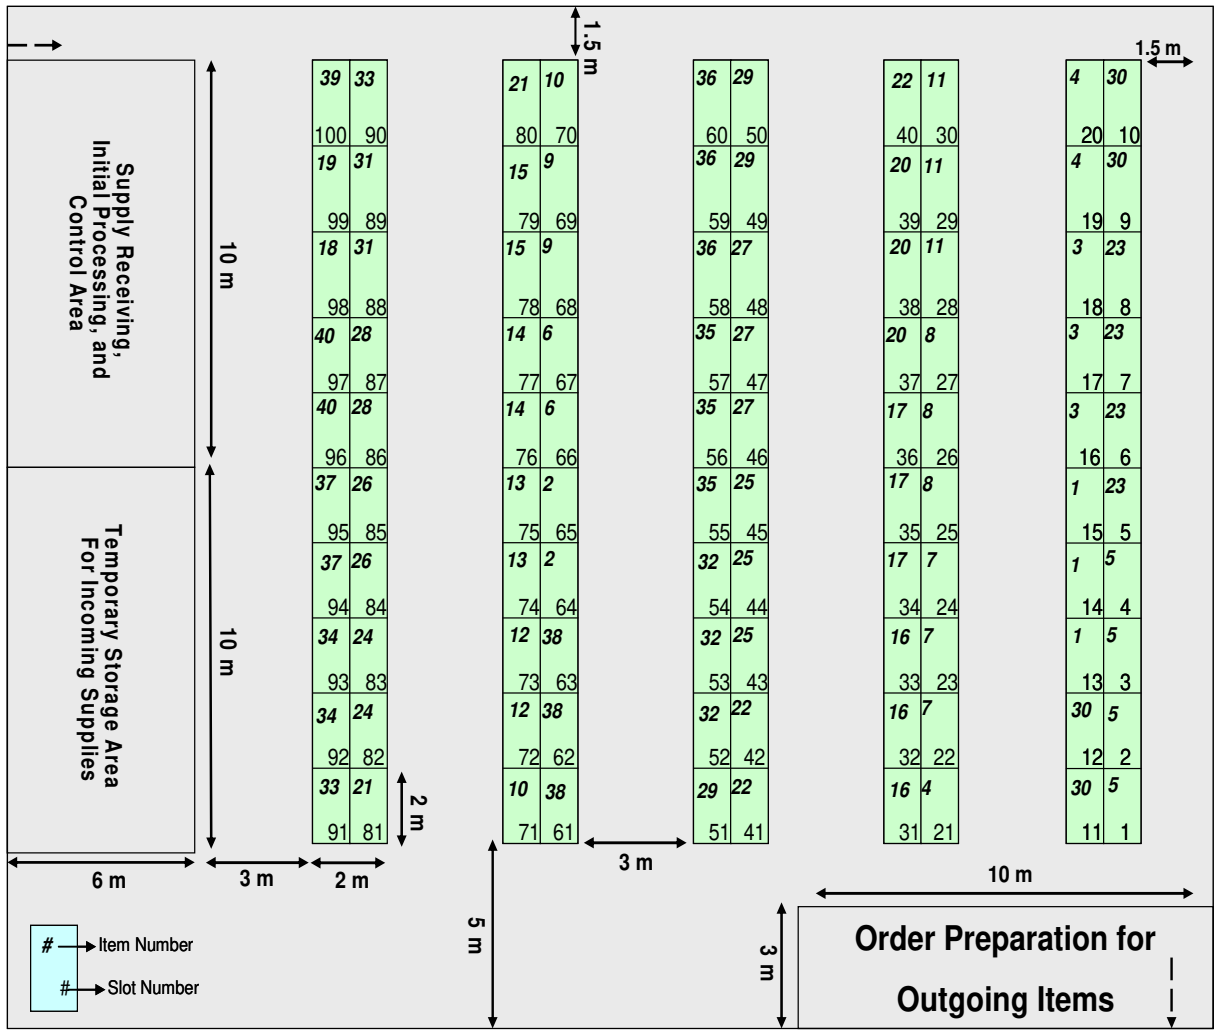 1.5 m
1.5 m
39 33 21 10 36 29 22 11 4 30
100 90 80 70 60 50 40 30 20 10
19 31 15 9 36 29 20 11 4 30
99 89 79 69 59 49 39 29 19 9
18 31 15 9 36 27 20 11 3 23
98 88 78 68 58 48 38 28 18 8
40 28 14 6 35 27 20 8 3 23
97 87 77 67 57 47 37 27 17 7
40 28 14 6 35 27 17 8 3 23
96 86 76 66 56 46 36 26 16 6
37 26 13 2 35 25 17 8 1 23
95 85 75 65 55 45 35 25 15 5
37 26 13 2 32 25 17 7 1 5
94 84 74 64 54 44 34 24 14 4
34 24 12 38 32 25 16 7 1 5
93 83 73 63 53 43 33 23 13 3
34 24 12 38 32 22 16 7 30 5
92 82 72 62 52 42 32 22 12 2
33 21 10 38 29 22 16 4 30 5
91 81 71 61 51 41 31 21 11 1
Supply Receiving,
Initial Processing, and
Control Area
10 m
Temporary Storage Area
For Incoming Supplies
10 m
2 m
6 m
3 m
2 m
3 m
10 m
5 m
3 m
Order Preparation for
Outgoing Items
# Item Number
# Slot Number